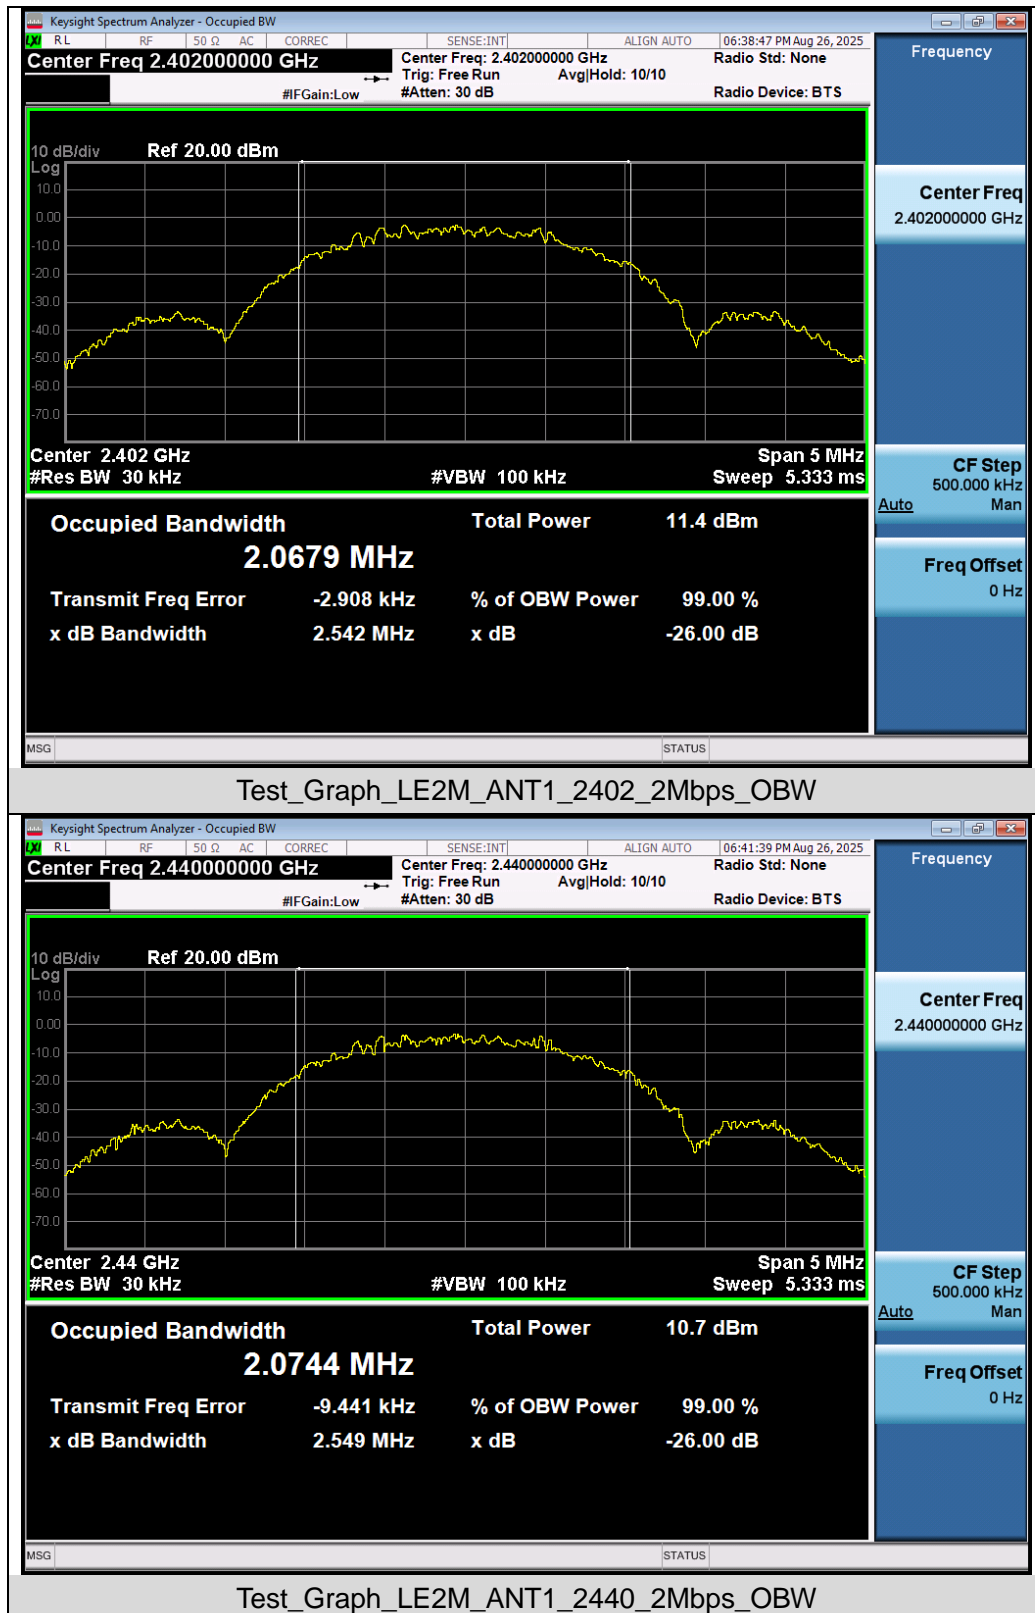 Keysight Spectrum Analyzer - Occupied BW
LXI RL RF 50 Ω AC CORREC SENSE:INT ALIGN AUTO 06:38:47 PM Aug 26, 2025
Center Freq 2.402000000 GHz
Center Freq: 2.402000000 GHz
Radio Std: None
Trig: Free Run Avg|Hold: 10/10
#IFGain:Low
#Atten: 30 dB
Radio Device: BTS
Frequency
10 dB/div Ref 20.00 dBm
Log
10.0
0.00
-10.0
-20.0
-30.0
-40.0
-50.0
-60.0
-70.0
Center Freq
2.402000000 GHz
Center 2.402 GHz Span 5 MHz
#Res BW 30 kHz #VBW 100 kHz Sweep 5.333 ms
CF Step
500.000 kHz
Auto Man
Freq Offset
0 Hz
Occupied Bandwidth Total Power 11.4 dBm
2.0679 MHz
Transmit Freq Error -2.908 kHz % of OBW Power 99.00 %
x dB Bandwidth 2.542 MHz x dB -26.00 dB
MSG STATUS
Test_Graph_LE2M_ANT1_2402_2Mbps_OBW
Keysight Spectrum Analyzer - Occupied BW
LXI RL RF 50 Ω AC CORREC SENSE:INT ALIGN AUTO 06:41:39 PM Aug 26, 2025
Center Freq 2.440000000 GHz
Center Freq: 2.440000000 GHz
Radio Std: None
Trig: Free Run Avg|Hold: 10/10
#IFGain:Low
#Atten: 30 dB
Radio Device: BTS
Frequency
10 dB/div Ref 20.00 dBm
Log
10.0
0.00
-10.0
-20.0
-30.0
-40.0
-50.0
-60.0
-70.0
Center Freq
2.440000000 GHz
Center 2.44 GHz Span 5 MHz
#Res BW 30 kHz #VBW 100 kHz Sweep 5.333 ms
CF Step
500.000 kHz
Auto Man
Freq Offset
0 Hz
Occupied Bandwidth Total Power 10.7 dBm
2.0744 MHz
Transmit Freq Error -9.441 kHz % of OBW Power 99.00 %
x dB Bandwidth 2.549 MHz x dB -26.00 dB
MSG STATUS
Test_Graph_LE2M_ANT1_2440_2Mbps_OBW